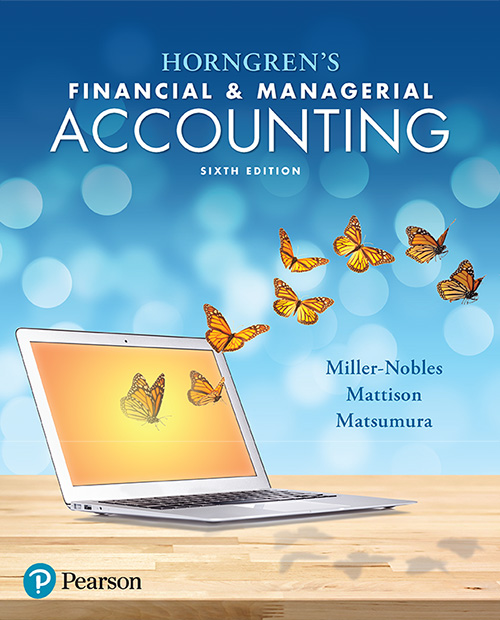 HORNGREN'S
FINANCIAL & MANAGERIAL
ACCOUNTING
SIXTH EDITION
Miller-Nobles
Mattison
Matsumura
P Pearson